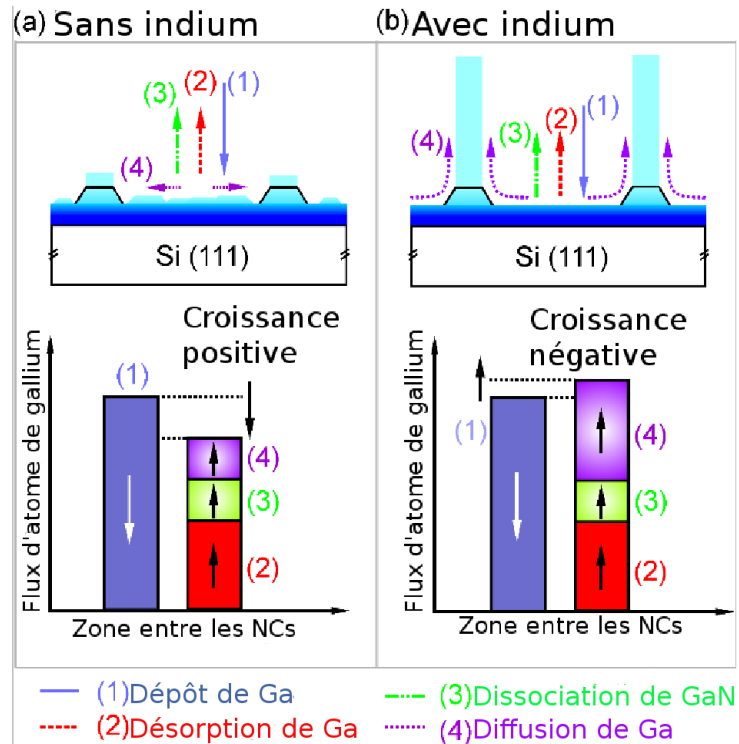 (a) Sans indium
(3)
(2)
(1)
(4)
Si (111)
Croissance
positive
(1)
(4)
(3)
(2)
Flux d'atome de gallium
Zone entre les NCs
(b) Avec indium
(4)
(3)
(2)
(1)
Si (111)
Croissance
négative
(1)
(4)
(3)
(2)
Flux d'atome de gallium
Zone entre les NCs
(1) Dépôt de Ga
(2) Désorption de Ga
(3) Dissociation de GaN
(4) Diffusion de Ga